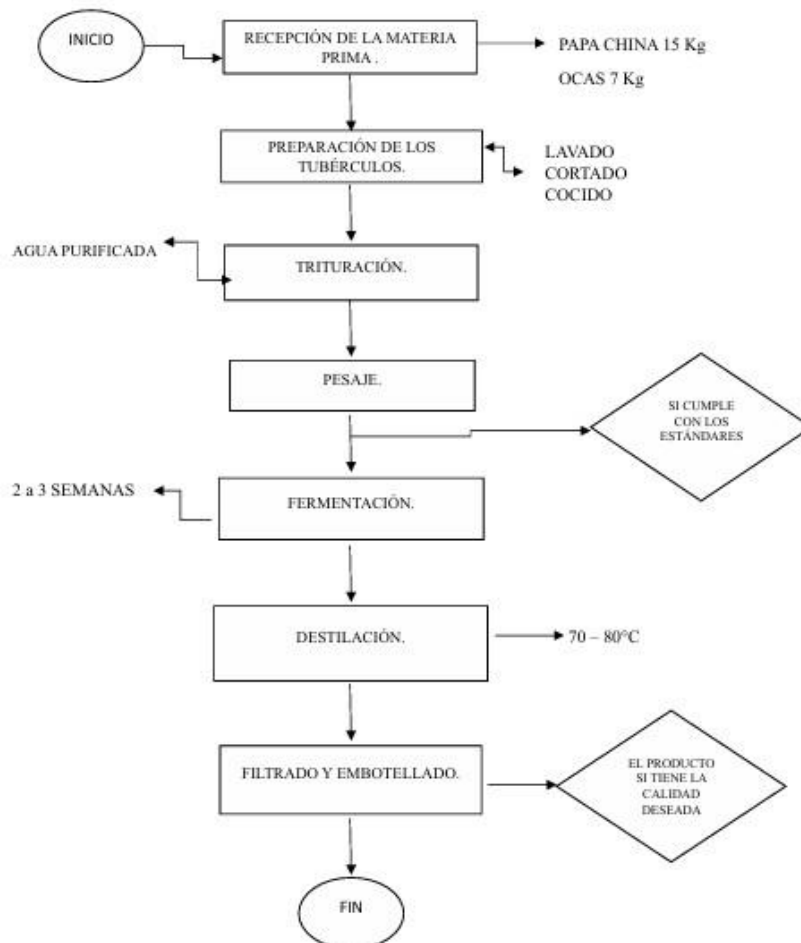 INICIO
RECEPCIÓN DE LA MATERIA
PRIMA .
PAPA CHINA 15 Kg
OCAS 7 Kg
PREPARACIÓN DE LOS
TUBÉRCULOS.
LAVADO
CORTADO
COCIDO
AGUA PURIFICADA
TRITURACIÓN.
PESAJE.
SI CUMPLE
CON LOS
ESTÁNDARES
2 a 3 SEMANAS
FERMENTACIÓN.
DESTILACIÓN.
70 – 80°C
FILTRADO Y EMBOTELLADO.
EL PRODUCTO
SI TIENE LA
CALIDAD
DESEADA
FIN